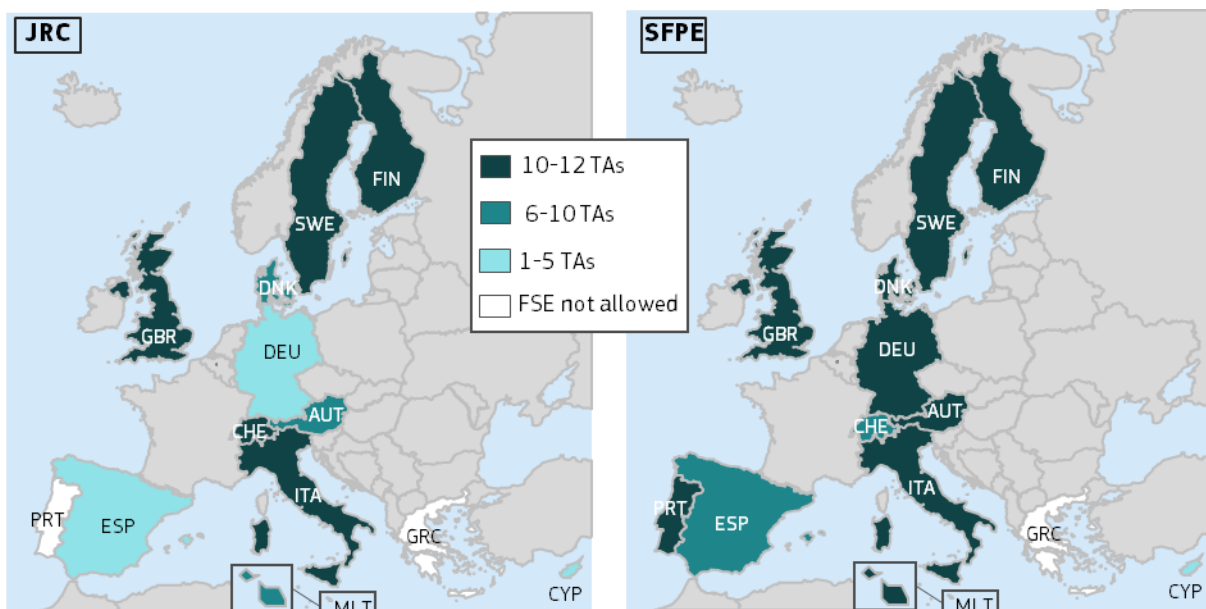 JRC
FIN
SWE
DNK
GBR
DEU
AUT
CHE
ITA
PRT
ESP
GRC
CYP
MLT
10-12 TAs
6-10 TAs
1-5 TAs
FSE not allowed
SFPE
FIN
SWE
DNK
GBR
DEU
AUT
CHE
ITA
PRT
ESP
GRC
CYP
MLT